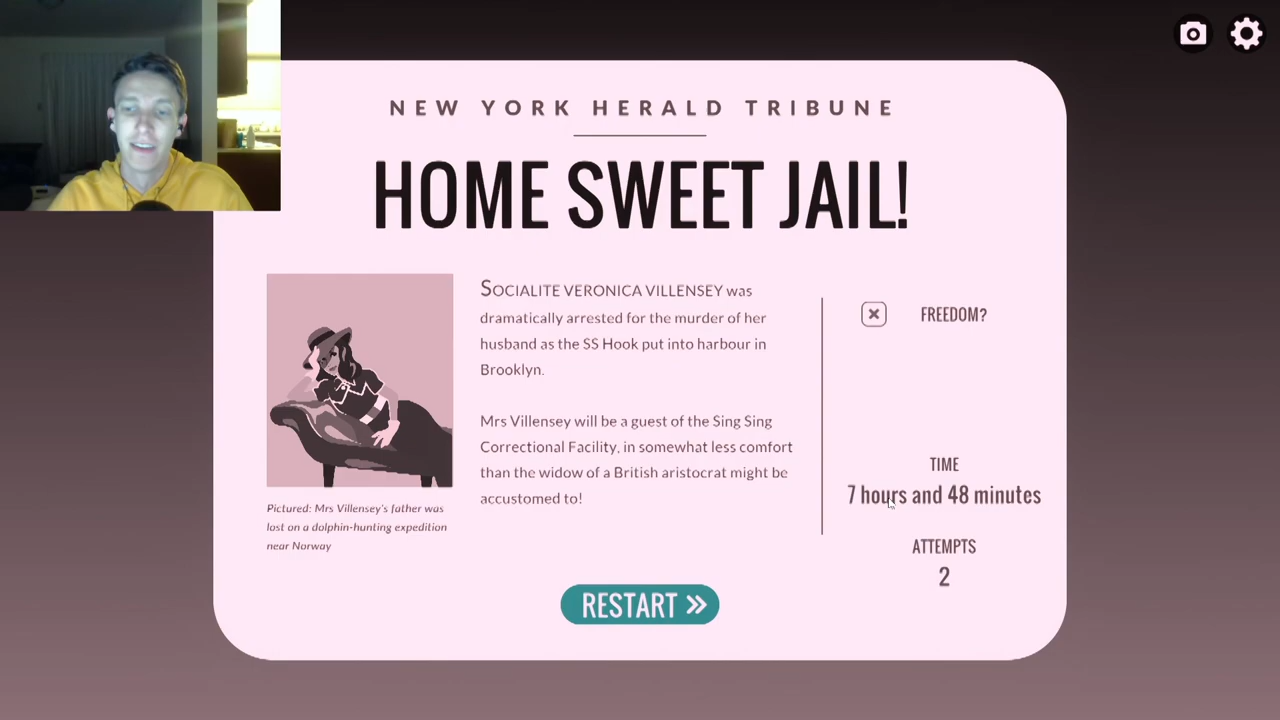 NEW YORK HERALD TRIBUNE
HOME SWEET JAIL!
SOCIALITE VERONICA VILLENSEY was
dramatically arrested for the murder of her
husband as the SS Hook put into harbour in
Brooklyn.
Mrs Villensey will be a guest of the Sing Sing
Correctional Facility, in somewhat less comfort
than the widow of a British aristocrat might be
accustomed to!
Pictured: Mrs Villensey's father was
lost on a dolphin-hunting expedition
near Norway
FREEDOM?
TIME
7 hours and 48 minutes
ATTEMPTS
2
RESTART